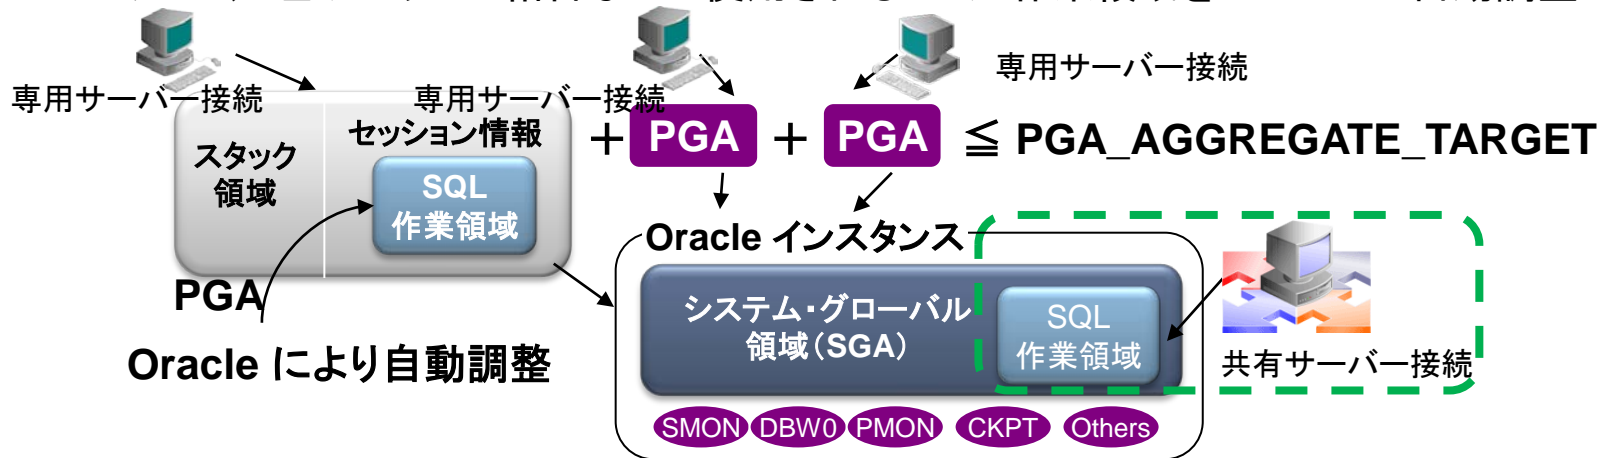 専用サーバー接続
専用サーバー接続
専用サーバー接続
スタック
領域
セッション情報
SQL
作業領域
＋ PGA ＋ PGA ≦ PGA_AGGREGATE_TARGET
PGA
Oracle により自動調整
Oracle インスタンス
システム・グローバル
領域(SGA)
SQL
作業領域
共有サーバー接続
SMON DBW0 PMON CKPT Others